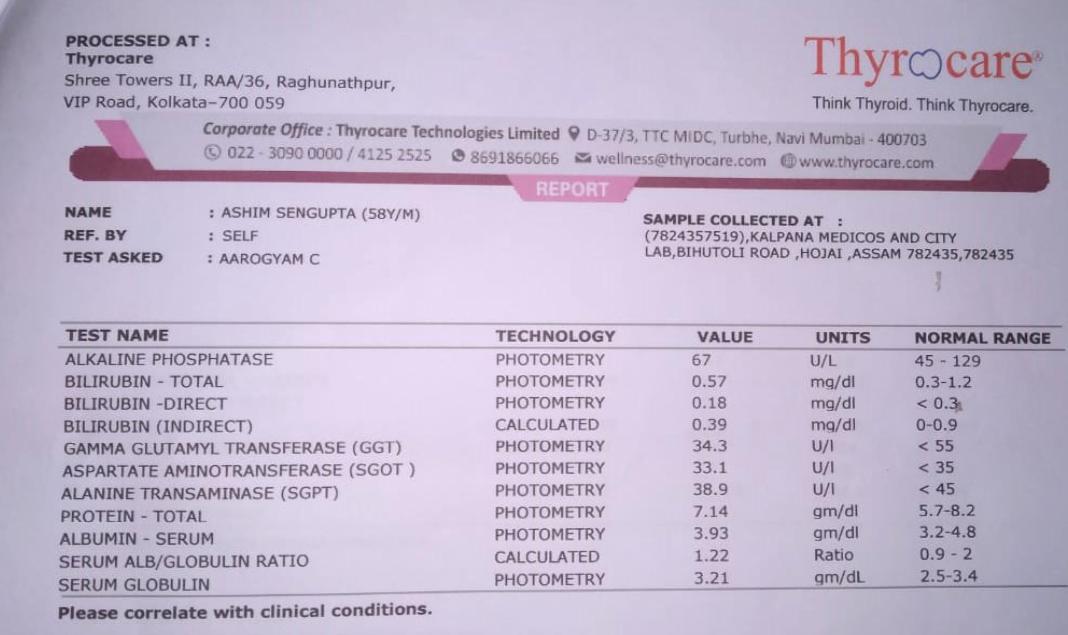 PROCESSED AT :
Thyrocare
Shree Towers II, RAA/36, Raghunathpur,
VIP Road, Kolkata–700 059
Thyrocare®
Think Thyroid. Think Thyrocare.
Corporate Office : Thyrocare Technologies Limited D-37/3, TTC MIDC, Turbhe, Navi Mumbai - 400703
022 - 3090 0000 / 4125 2525 8691866066 wellness@thyrocare.com www.thyrocare.com
REPORT
NAME : ASHIM SENGUPTA (58Y/M)
REF. BY : SELF
TEST ASKED : AAROGYAM C
SAMPLE COLLECTED AT :
(7824357519),KALPANA MEDICOS AND CITY
LAB,BIHUTOLI ROAD ,HOJAI ,ASSAM 782435,782435
TEST NAME TECHNOLOGY VALUE UNITS NORMAL RANGE
ALKALINE PHOSPHATASE PHOTOMETRY 67 U/L 45 - 129
BILIRUBIN - TOTAL PHOTOMETRY 0.57 mg/dl 0.3-1.2
BILIRUBIN -DIRECT PHOTOMETRY 0.18 mg/dl < 0.3
BILIRUBIN (INDIRECT) CALCULATED 0.39 mg/dl 0-0.9
GAMMA GLUTAMYL TRANSFERASE (GGT) PHOTOMETRY 34.3 U/l < 55
ASPARTATE AMINOTRANSFERASE (SGOT ) PHOTOMETRY 33.1 U/l < 35
ALANINE TRANSAMINASE (SGPT) PHOTOMETRY 38.9 U/l < 45
PROTEIN - TOTAL PHOTOMETRY 7.14 gm/dl 5.7-8.2
ALBUMIN - SERUM PHOTOMETRY 3.93 gm/dl 3.2-4.8
SERUM ALB/GLOBULIN RATIO CALCULATED 1.22 Ratio 0.9 - 2
SERUM GLOBULIN PHOTOMETRY 3.21 gm/dL 2.5-3.4
Please correlate with clinical conditions.